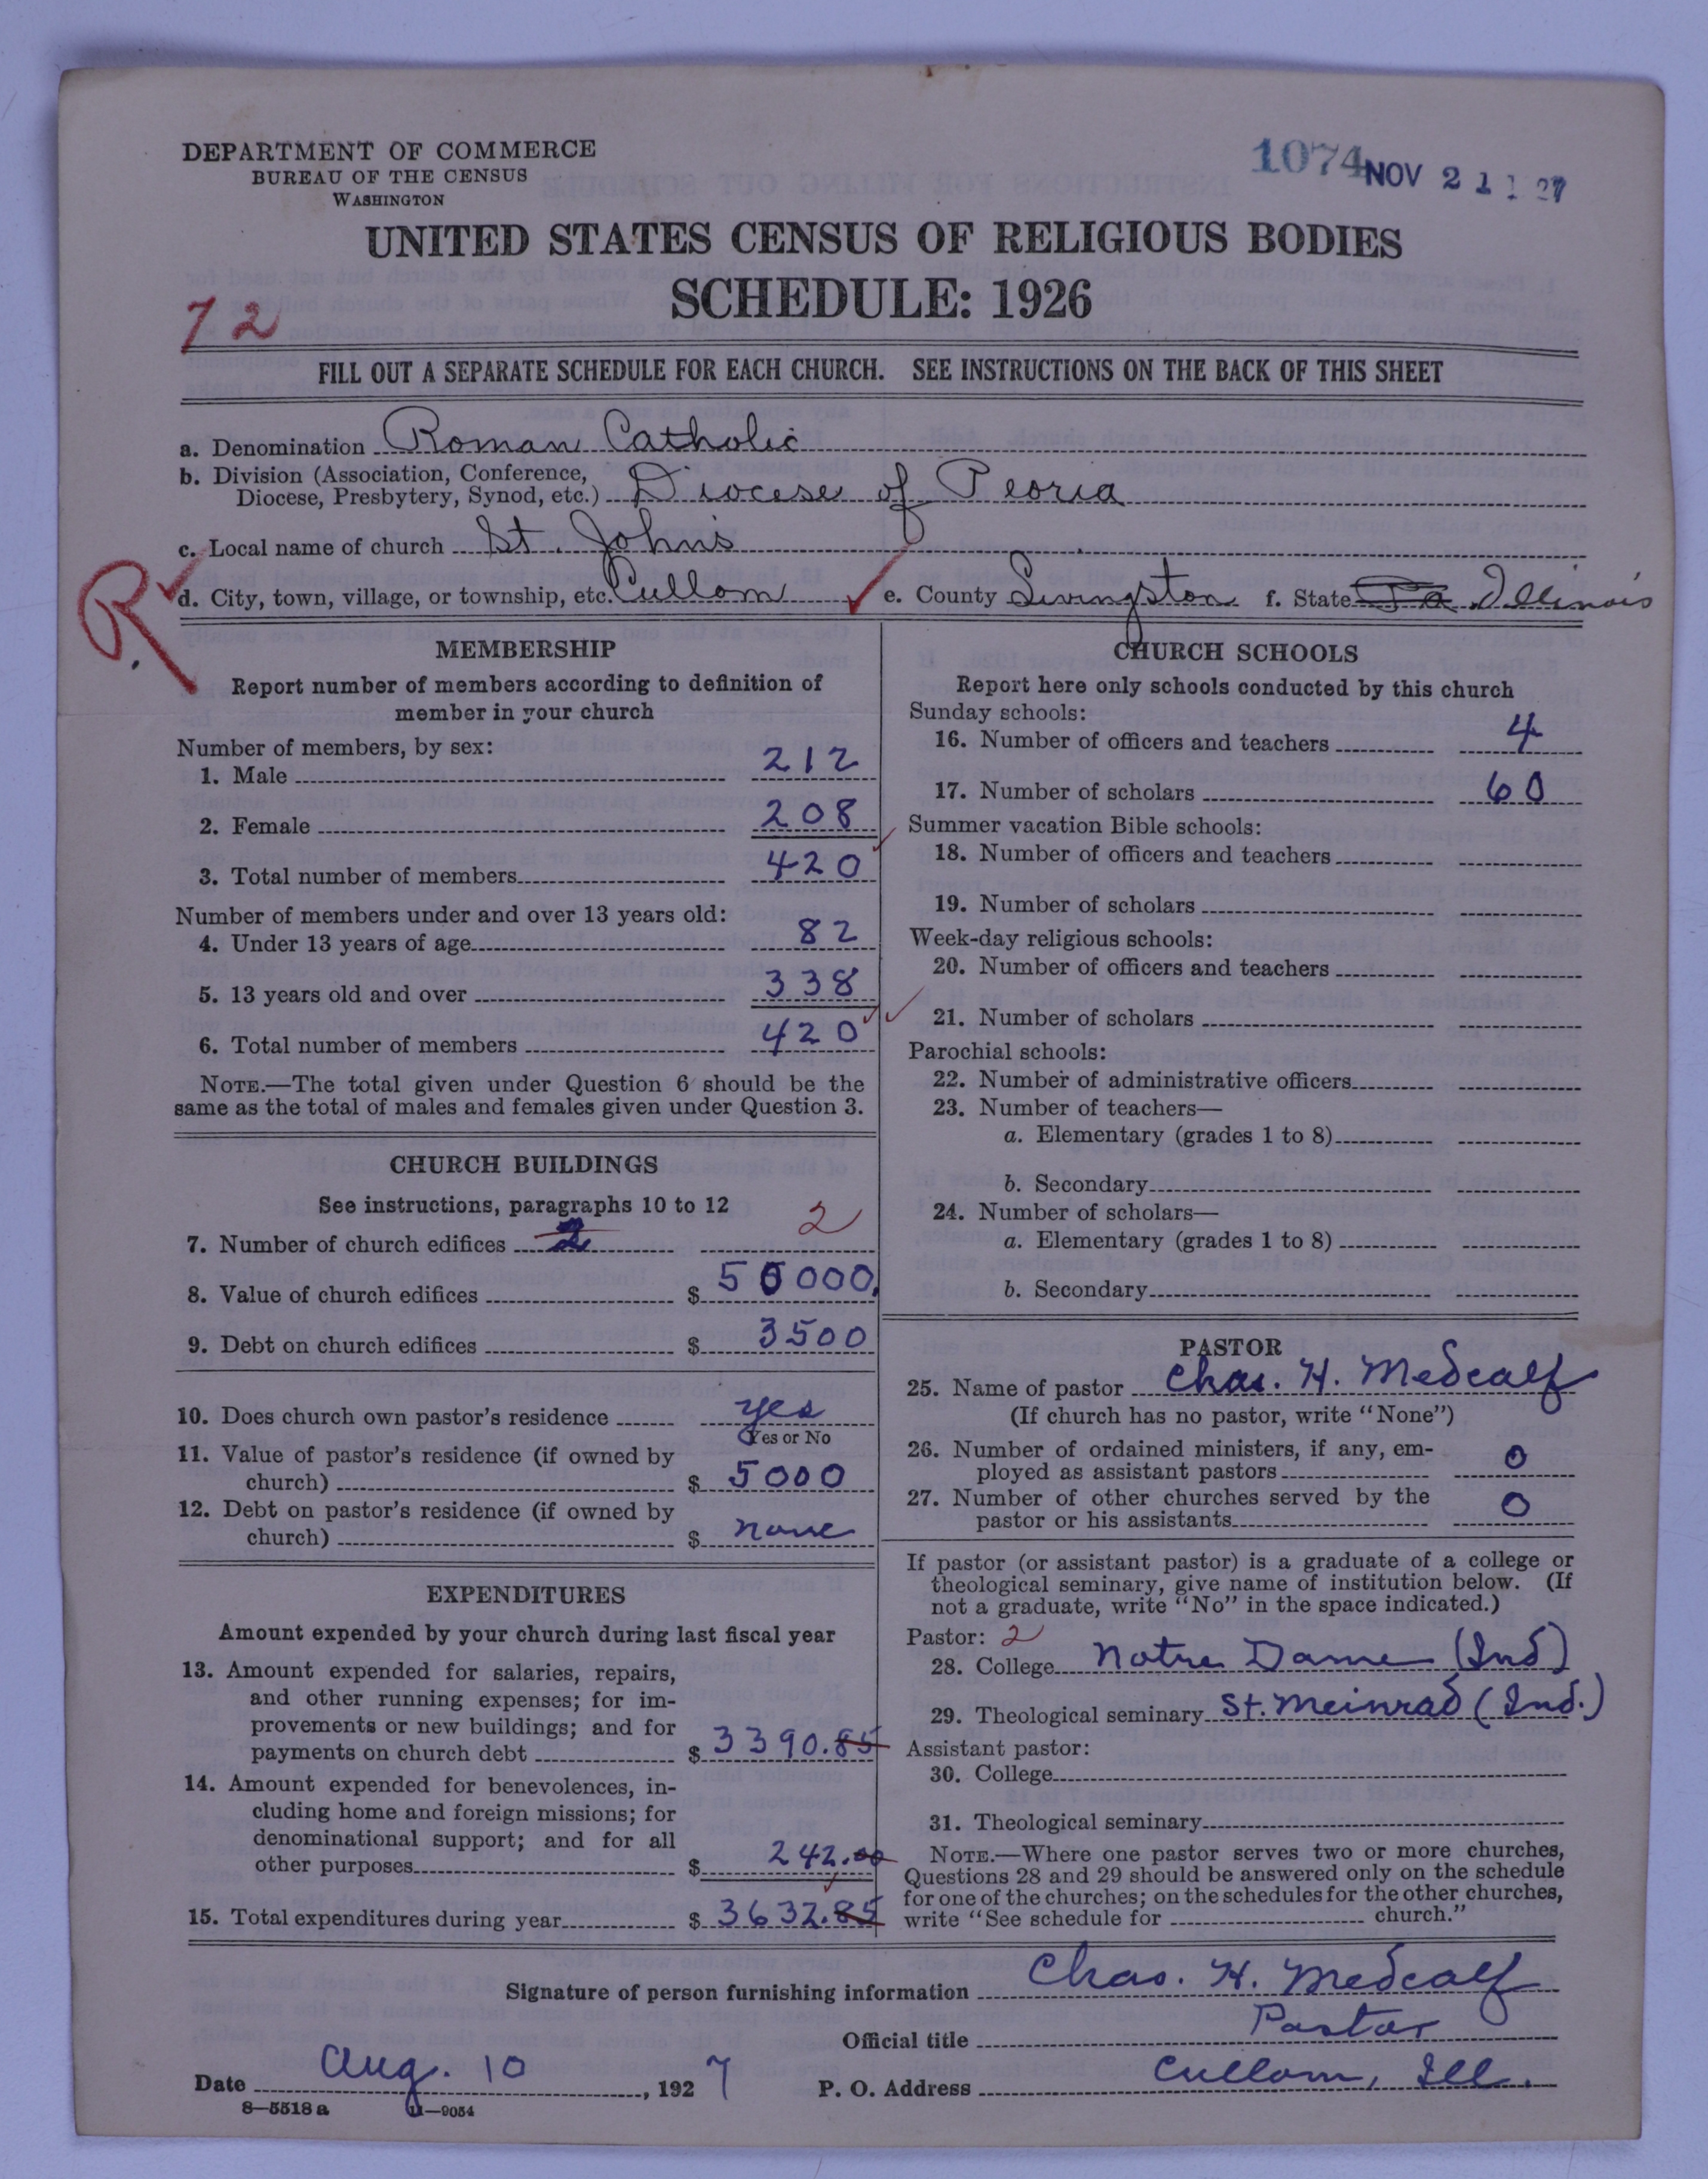 DEPARTMENT OF COMMERCE
BUREAU OF THE CENSUS
WASHINGTON
1074 NOV 21 1927
UNITED STATES CENSUS OF RELIGIOUS BODIES
SCHEDULE: 1926
72
FILL OUT A SEPARATE SCHEDULE FOR EACH CHURCH. SEE INSTRUCTIONS ON THE BACK OF THIS SHEET
a. Denomination Roman Catholic
b. Division (Association, Conference,
Diocese, Presbytery, Synod, etc.) Diocese of Peoria
c. Local name of church St. John's
R
d. City, town, village, or township, etc. Cullom e. County Livingston f. State Pa Illinois
MEMBERSHIP
Report number of members according to definition of
member in your church
Number of members, by sex:
1. Male 212
2. Female 208
3. Total number of members 420
Number of members under and over 13 years old:
4. Under 13 years of age 82
5. 13 years old and over 338
6. Total number of members 420
NOTE.—The total given under Question 6 should be the
same as the total of males and females given under Question 3.
CHURCH BUILDINGS
See instructions, paragraphs 10 to 12
7. Number of church edifices 2 2
8. Value of church edifices $ 50000.
9. Debt on church edifices $ 3500
10. Does church own pastor's residence yes
Yes or No
11. Value of pastor's residence (if owned by
church) $ 5000
12. Debt on pastor's residence (if owned by
church) $ none
EXPENDITURES
Amount expended by your church during last fiscal year
13. Amount expended for salaries, repairs,
and other running expenses; for im-
provements or new buildings; and for
payments on church debt $ 3390.85
14. Amount expended for benevolences, in-
cluding home and foreign missions; for
denominational support; and for all
other purposes $ 242.00
15. Total expenditures during year $ 3632.85
CHURCH SCHOOLS
Report here only schools conducted by this church
Sunday schools:
16. Number of officers and teachers 4
17. Number of scholars 60
Summer vacation Bible schools:
18. Number of officers and teachers
19. Number of scholars
Week-day religious schools:
20. Number of officers and teachers
21. Number of scholars
Parochial schools:
22. Number of administrative officers
23. Number of teachers—
a. Elementary (grades 1 to 8)
b. Secondary
24. Number of scholars—
a. Elementary (grades 1 to 8)
b. Secondary
PASTOR
25. Name of pastor Chas. H. Medcalf
(If church has no pastor, write "None")
26. Number of ordained ministers, if any, em-
ployed as assistant pastors 0
27. Number of other churches served by the
pastor or his assistants 0
If pastor (or assistant pastor) is a graduate of a college or
theological seminary, give name of institution below. (If
not a graduate, write "No" in the space indicated.)
Pastor: 2
28. College Notre Dame (Ind)
29. Theological seminary St. Meinrad (Ind.)
Assistant pastor:
30. College
31. Theological seminary
NOTE.—Where one pastor serves two or more churches,
Questions 28 and 29 should be answered only on the schedule
for one of the churches; on the schedules for the other churches,
write "See schedule for church."
Signature of person furnishing information Chas. H. Medcalf
Official title Pastor
Date Aug. 10, 1927 P. O. Address Cullom, Ill.
8—5518 a 11—9054